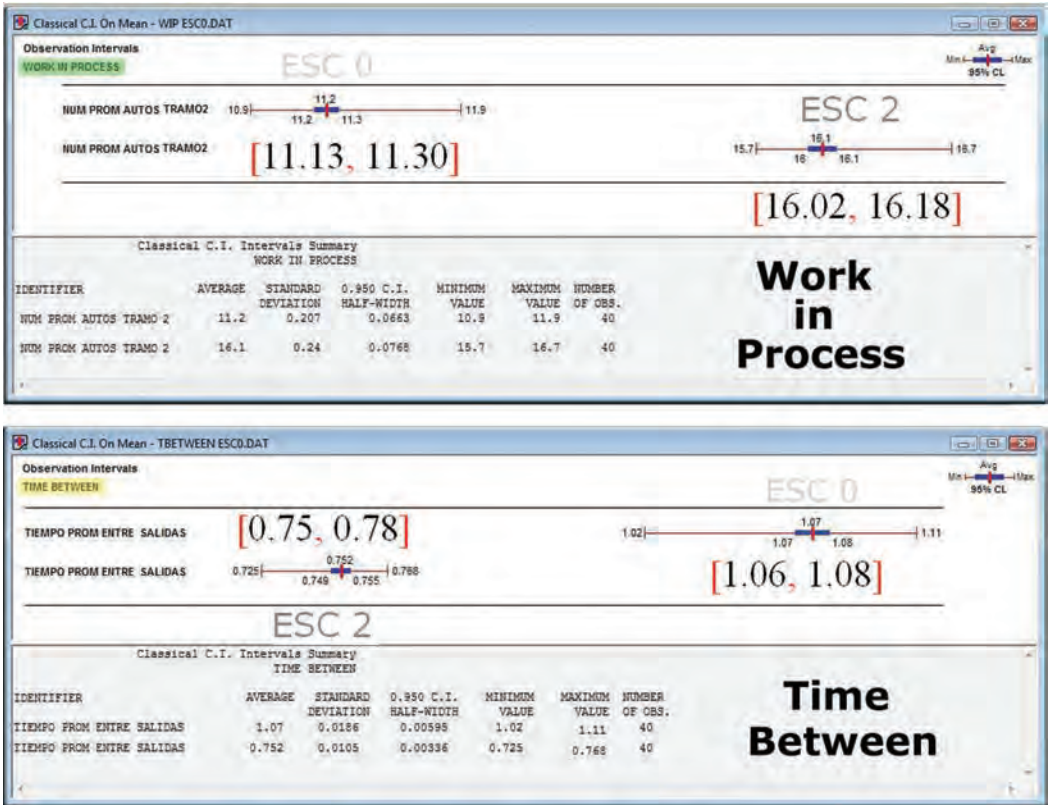 Classical C.I. On Mean - WIP ESC0.DAT
Observation Intervals
WORK IN PROCESS
ESC 0
Avg
Min Max
95% CL
NUM PROM AUTOS TRAMO2 10.9 11.2 11.9
11.2 11.3
ESC 2
NUM PROM AUTOS TRAMO2
[11.13, 11.30]
15.7 16.1 16.7
16 16.1
[16.02, 16.18]
Classical C.I. Intervals Summary
WORK IN PROCESS
IDENTIFIER AVERAGE STANDARD 0.950 C.I. MINIMUM MAXIMUM NUMBER
DEVIATION HALF-WIDTH VALUE VALUE OF OBS.
NUM PROM AUTOS TRAMO 2 11.2 0.207 0.0663 10.9 11.9 40
NUM PROM AUTOS TRAMO 2 16.1 0.24 0.0768 15.7 16.7 40
Work
in
Process
Classical C.I. On Mean - TBETWEEN ESC0.DAT
Observation Intervals
TIME BETWEEN
ESC 0
Avg
Min Max
95% CL
TIEMPO PROM ENTRE SALIDAS [0.75, 0.78]
1.02 1.07 1.11
1.07 1.08
TIEMPO PROM ENTRE SALIDAS 0.725 0.752 0.768
0.749 0.755
[1.06, 1.08]
ESC 2
Classical C.I. Intervals Summary
TIME BETWEEN
IDENTIFIER AVERAGE STANDARD 0.950 C.I. MINIMUM MAXIMUM NUMBER
DEVIATION HALF-WIDTH VALUE VALUE OF OBS.
TIEMPO PROM ENTRE SALIDAS 1.07 0.0186 0.00595 1.02 1.11 40
TIEMPO PROM ENTRE SALIDAS 0.752 0.0105 0.00336 0.725 0.768 40
Time
Between